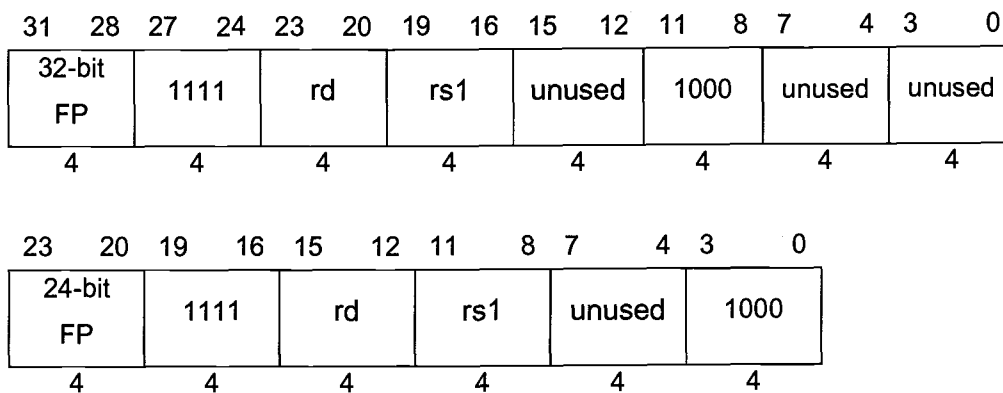 31 28 27 24 23 20 19 16 15 12 11 8 7 4 3 0
32-bit FP 1111 rd rs1 unused 1000 unused unused
4 4 4 4 4 4 4 4
23 20 19 16 15 12 11 8 7 4 3 0
24-bit FP 1111 rd rs1 unused 1000
4 4 4 4 4 4